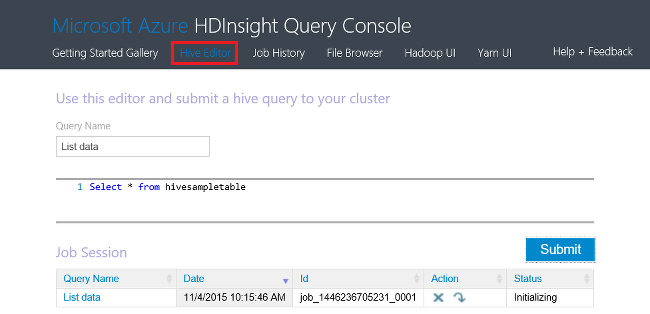 Microsoft Azure HDInsight Query Console
Getting Started Gallery Hive Editor Job History File Browser Hadoop UI Yarn UI Help + Feedback
Use this editor and submit a hive query to your cluster
Query Name
List data
1 Select * from hivesampletable
Submit
Job Session
Query Name Date Id Action Status
List data 11/4/2015 10:15:46 AM job_1446236705231_0001 Initializing